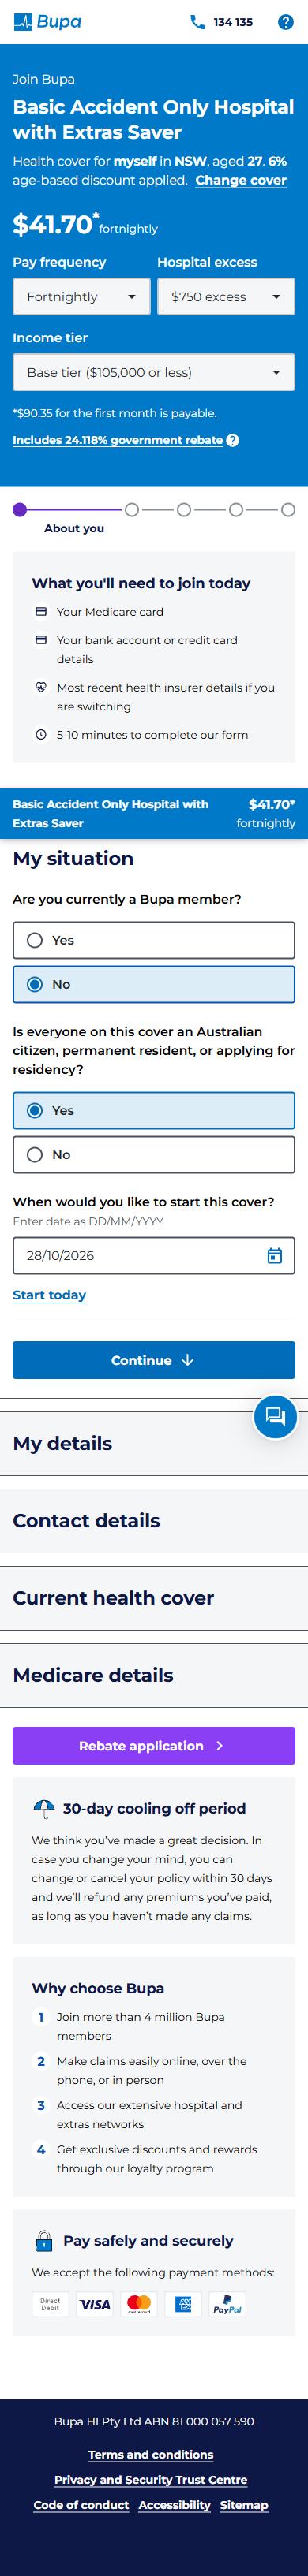 Bupa
134 135
Join Bupa
Basic Accident Only Hospital
with Extras Saver
Health cover for myself in NSW, aged 27. 6%
age-based discount applied. Change cover
$41.70* fortnightly
Pay frequency
Hospital excess
Fortnightly
$750 excess
Income tier
Base tier ($105,000 or less)
*$90.35 for the first month is payable.
Includes 24.118% government rebate ?
About you
What you'll need to join today
Your Medicare card
Your bank account or credit card
details
Most recent health insurer details if you
are switching
5-10 minutes to complete our form
Basic Accident Only Hospital with
Extras Saver
$41.70*
fortnightly
My situation
Are you currently a Bupa member?
Yes
No
Is everyone on this cover an Australian
citizen, permanent resident, or applying for
residency?
Yes
No
When would you like to start this cover?
Enter date as DD/MM/YYYY
28/10/2026
Start today
Continue
My details
Contact details
Current health cover
Medicare details
Rebate application
30-day cooling off period
We think you've made a great decision. In
case you change your mind, you can
change or cancel your policy within 30 days
and we'll refund any premiums you've paid,
as long as you haven't made any claims.
Why choose Bupa
1 Join more than 4 million Bupa
members
2 Make claims easily online, over the
phone, or in person
3 Access our extensive hospital and
extras networks
4 Get exclusive discounts and rewards
through our loyalty program
Pay safely and securely
We accept the following payment methods:
Direct
Debit
VISA
mastercard
AM
EX
PayPal
Bupa HI Pty Ltd ABN 81 000 057 590
Terms and conditions
Privacy and Security Trust Centre
Code of conduct Accessibility Sitemap